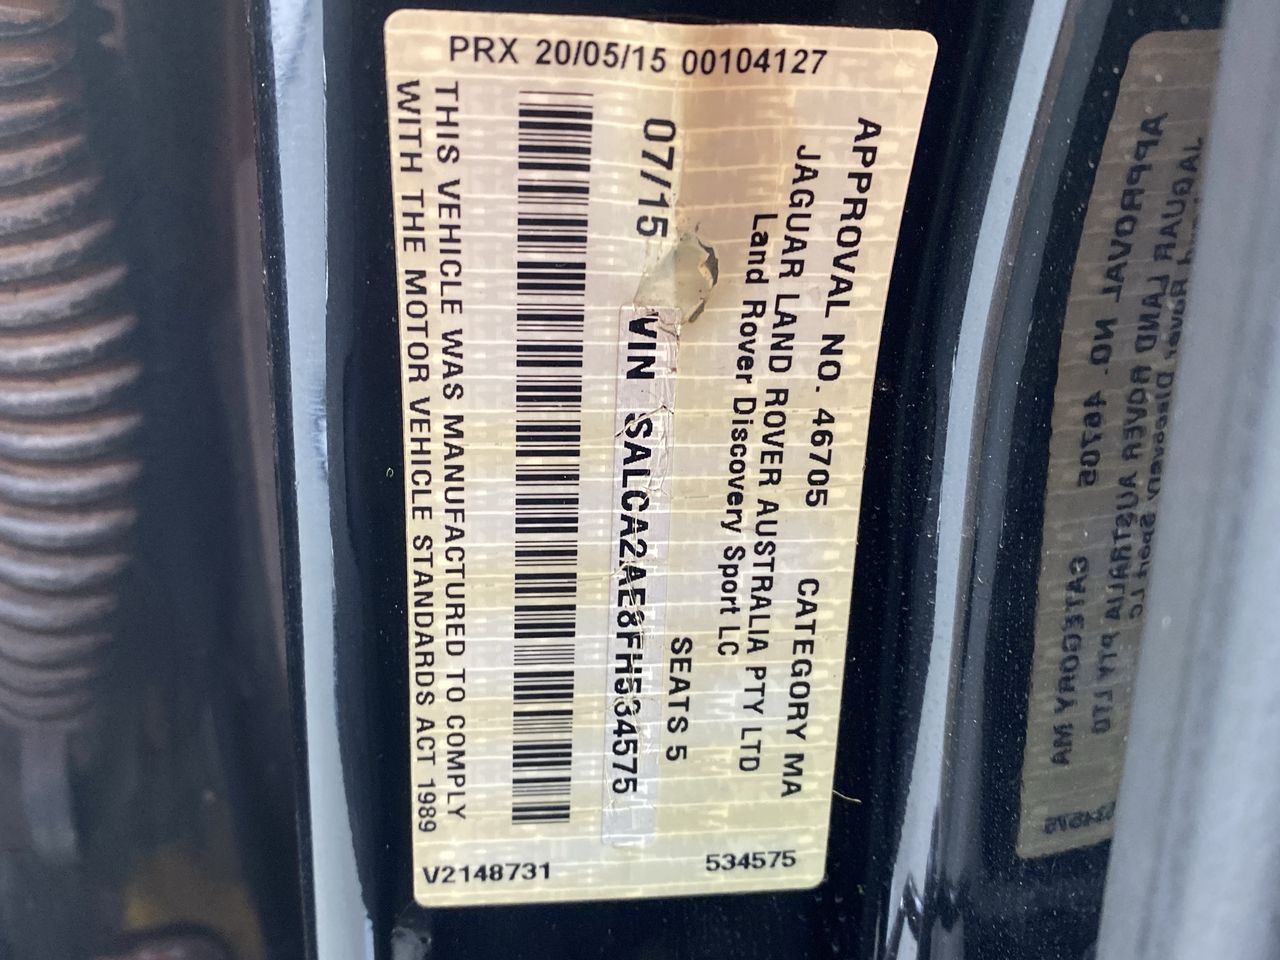 PRX 20/05/15 00104127
APPROVAL NO. 46705 CATEGORY MA
JAGUAR LAND ROVER AUSTRALIA PTY LTD
Land Rover Discovery Sport LC
07/15 SEATS 5
VIN SALCA2AE8FH534575
THIS VEHICLE WAS MANUFACTURED TO COMPLY
WITH THE MOTOR VEHICLE STANDARDS ACT 1989
V2148731 534575